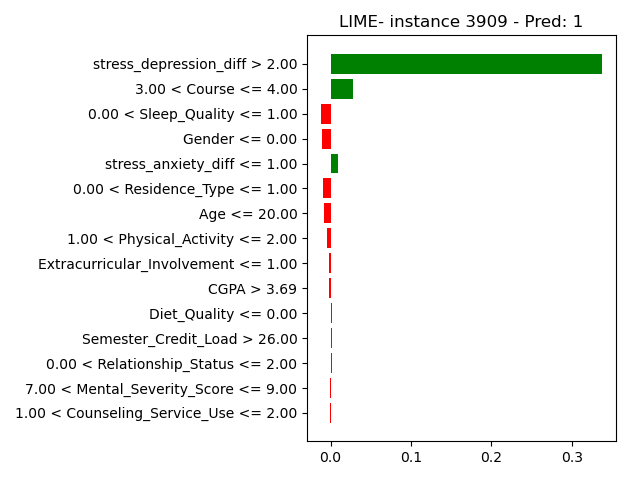 LIME- instance 3909 - Pred: 1
stress_depression_diff > 2.00
3.00 < Course <= 4.00
0.00 < Sleep_Quality <= 1.00
Gender <= 0.00
stress_anxiety_diff <= 1.00
0.00 < Residence_Type <= 1.00
Age <= 20.00
1.00 < Physical_Activity <= 2.00
Extracurricular_Involvement <= 1.00
CGPA > 3.69
Diet_Quality <= 0.00
Semester_Credit_Load > 26.00
0.00 < Relationship_Status <= 2.00
7.00 < Mental_Severity_Score <= 9.00
1.00 < Counseling_Service_Use <= 2.00
0.0 0.1 0.2 0.3